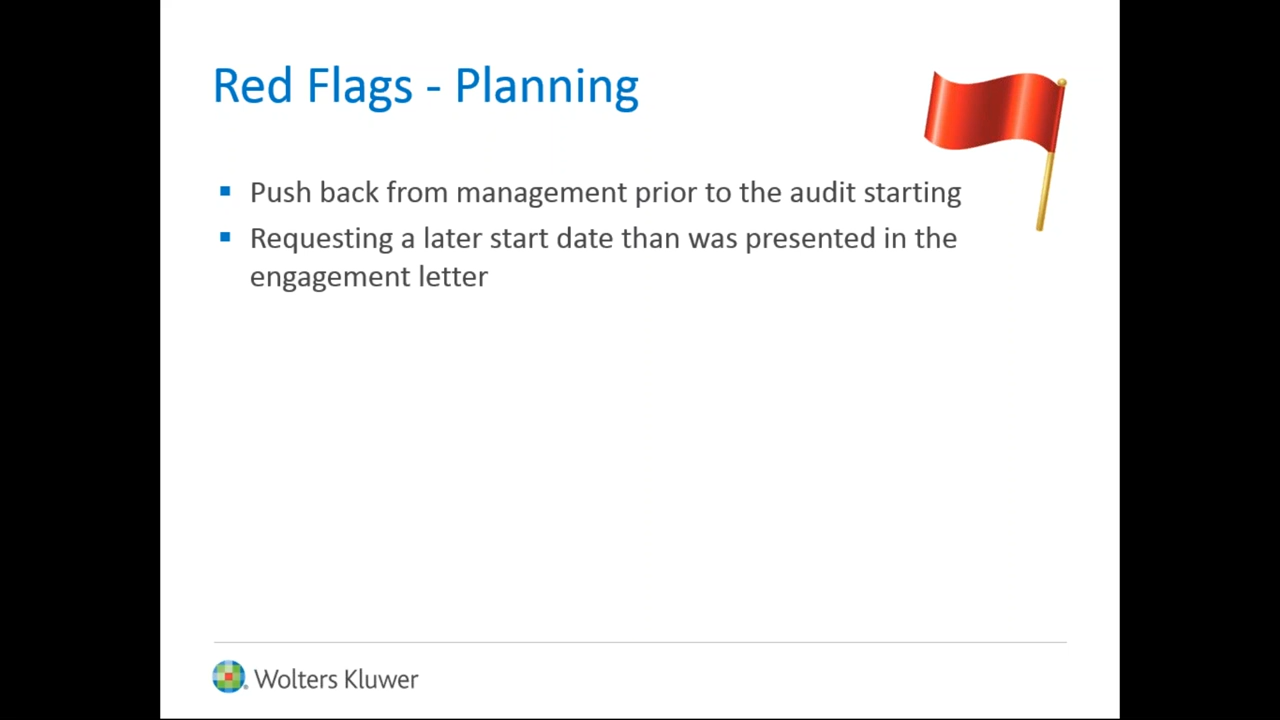 Red Flags - Planning
▪ Push back from management prior to the audit starting
▪ Requesting a later start date than was presented in the
engagement letter
Wolters Kluwer